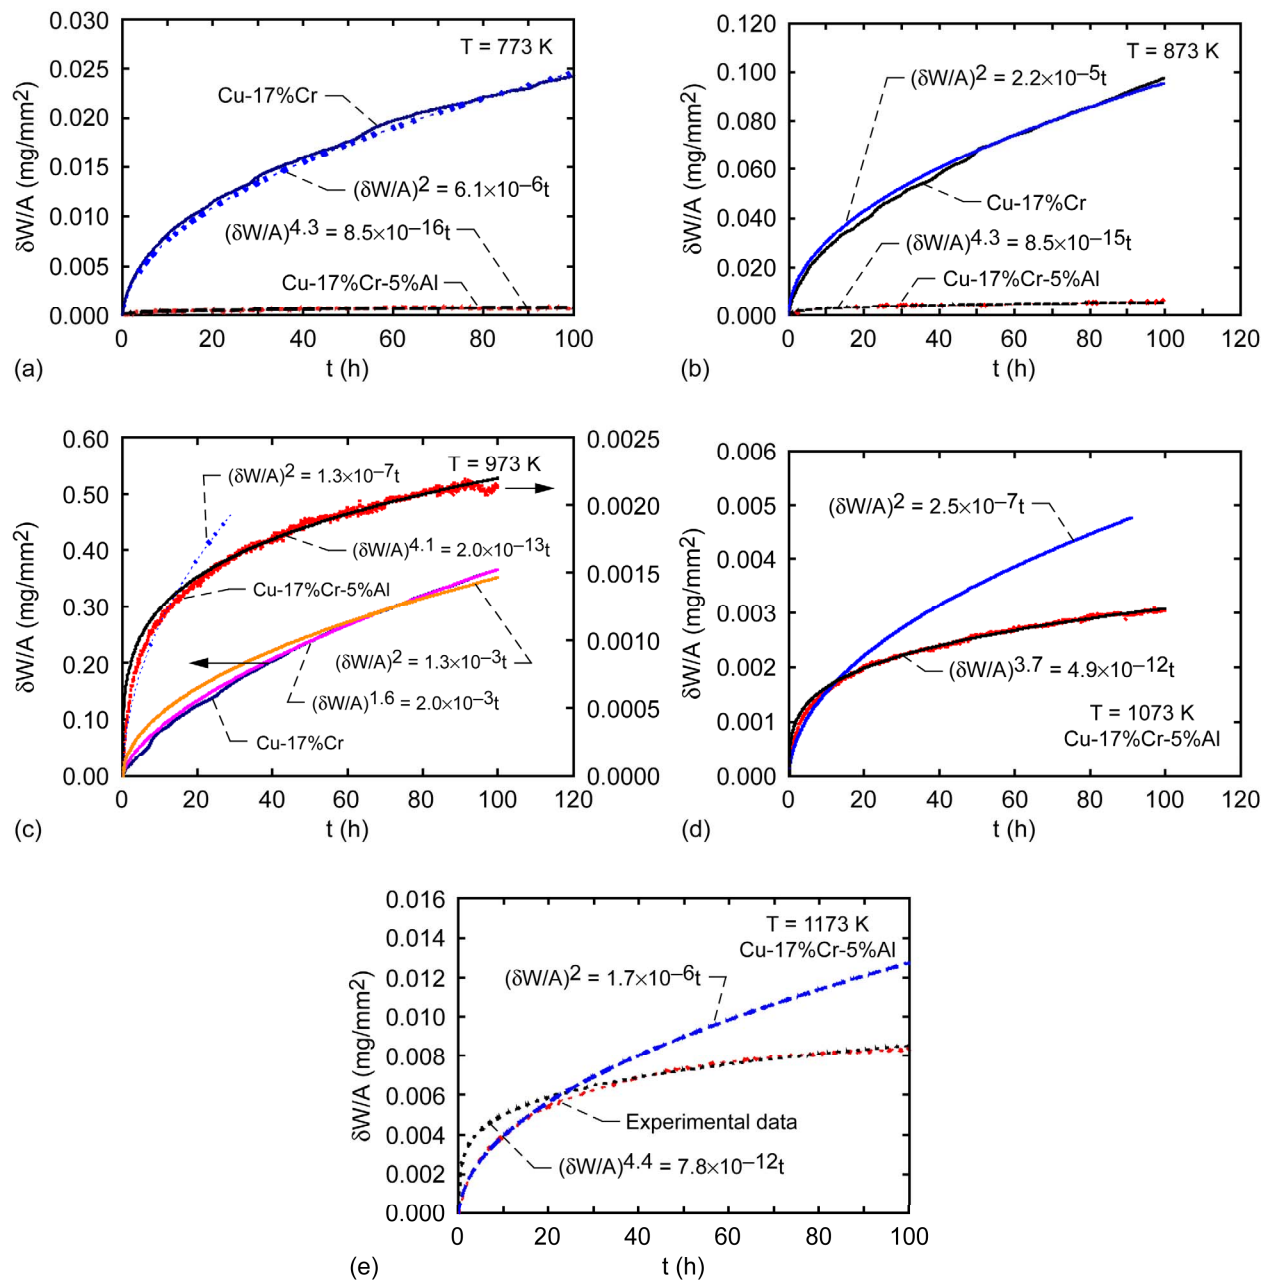 0.030
0.025
0.020
0.015
0.010
0.005
0.000
δW/A (mg/mm2)
T = 773 K
Cu-17%Cr
(δW/A)2 = 6.1×10–6t
(δW/A)4.3 = 8.5×10–16t
Cu-17%Cr-5%Al
0 20 40 60 80 100
t (h)
(a)
0.120
0.100
0.080
0.060
0.040
0.020
0.000
δW/A (mg/mm2)
T = 873 K
(δW/A)2 = 2.2×10–5t
Cu-17%Cr
(δW/A)4.3 = 8.5×10–15t
Cu-17%Cr-5%Al
0 20 40 60 80 100 120
t (h)
(b)
0.60
0.50
0.40
0.30
0.20
0.10
0.00
δW/A (mg/mm2)
0.0025
0.0020
0.0015
0.0010
0.0005
0.0000
T = 973 K
(δW/A)2 = 1.3×10–7t
(δW/A)4.1 = 2.0×10–13t
Cu-17%Cr-5%Al
(δW/A)2 = 1.3×10–3t
(δW/A)1.6 = 2.0×10–3t
Cu-17%Cr
0 20 40 60 80 100 120
t (h)
(c)
0.006
0.005
0.004
0.003
0.002
0.001
0.000
δW/A (mg/mm2)
(δW/A)2 = 2.5×10–7t
(δW/A)3.7 = 4.9×10–12t
T = 1073 K
Cu-17%Cr-5%Al
0 20 40 60 80 100 120
t (h)
(d)
0.016
0.014
0.012
0.010
0.008
0.006
0.004
0.002
0.000
δW/A (mg/mm2)
T = 1173 K
Cu-17%Cr-5%Al
(δW/A)2 = 1.7×10–6t
Experimental data
(δW/A)4.4 = 7.8×10–12t
0 20 40 60 80 100
t (h)
(e)